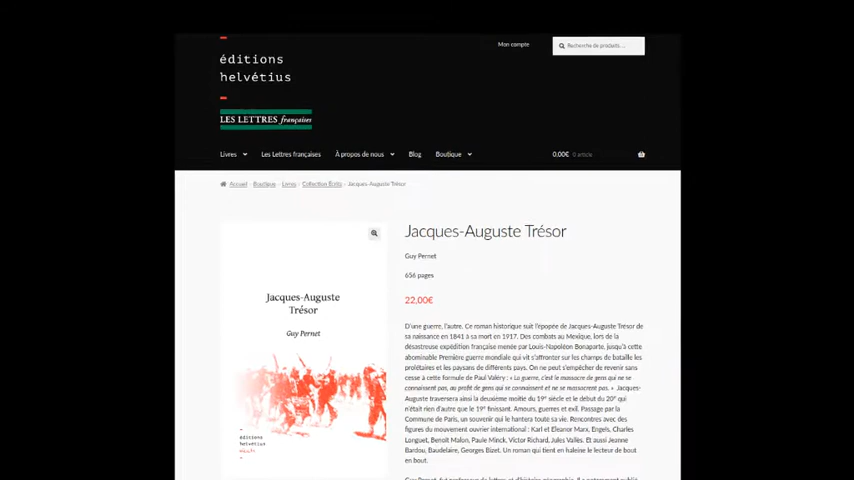 Mon compte
Recherche de produits…
éditions
helvétius
LES LETTRES françaises
Livres
Les Lettres françaises
À propos de nous
Blog
Boutique
0,00€ 0 article
Accueil / Boutique / Livres / Collection Écrits / Jacques-Auguste Trésor
Jacques-Auguste Trésor
Guy Pernet
656 pages
22,00€
D'une guerre, l'autre. Ce roman historique suit l'épopée de Jacques-Auguste Trésor de
sa naissance en 1841 à sa mort en 1917. Des combats au Mexique, lors de la
désastreuse expédition française menée par Louis-Napoléon Bonaparte, jusqu'à cette
abominable Première guerre mondiale qui vit s'affronter sur les champs de bataille les
prolétaires et les paysans de différents pays. On ne peut s'empêcher de revenir sans
cesse à cette formule de Paul Valéry : « La guerre, c'est le massacre de gens qui ne se
connaissent pas, au profit de gens qui se connaissent et ne se massacrent pas. » Jacques-
Auguste traversera ainsi la deuxième moitié du 19e siècle et le début du 20e qui
n'était rien d'autre que le 19e finissant. Amours, guerres et exil. Passage par la
Commune de Paris, un souvenir qui le hantera toute sa vie. Rencontres avec des
figures du mouvement ouvrier international : Karl et Eleanor Marx, Engels, Charles
Longuet, Benoit Malon, Paule Minck, Victor Richard, Jules Vallès. Et aussi Jeanne
Bardou, Baudelaire, Georges Bizet. Un roman qui tient en haleine le lecteur de bout
en bout.
Jacques-Auguste
Trésor
Guy Pernet
éditions
helvétius